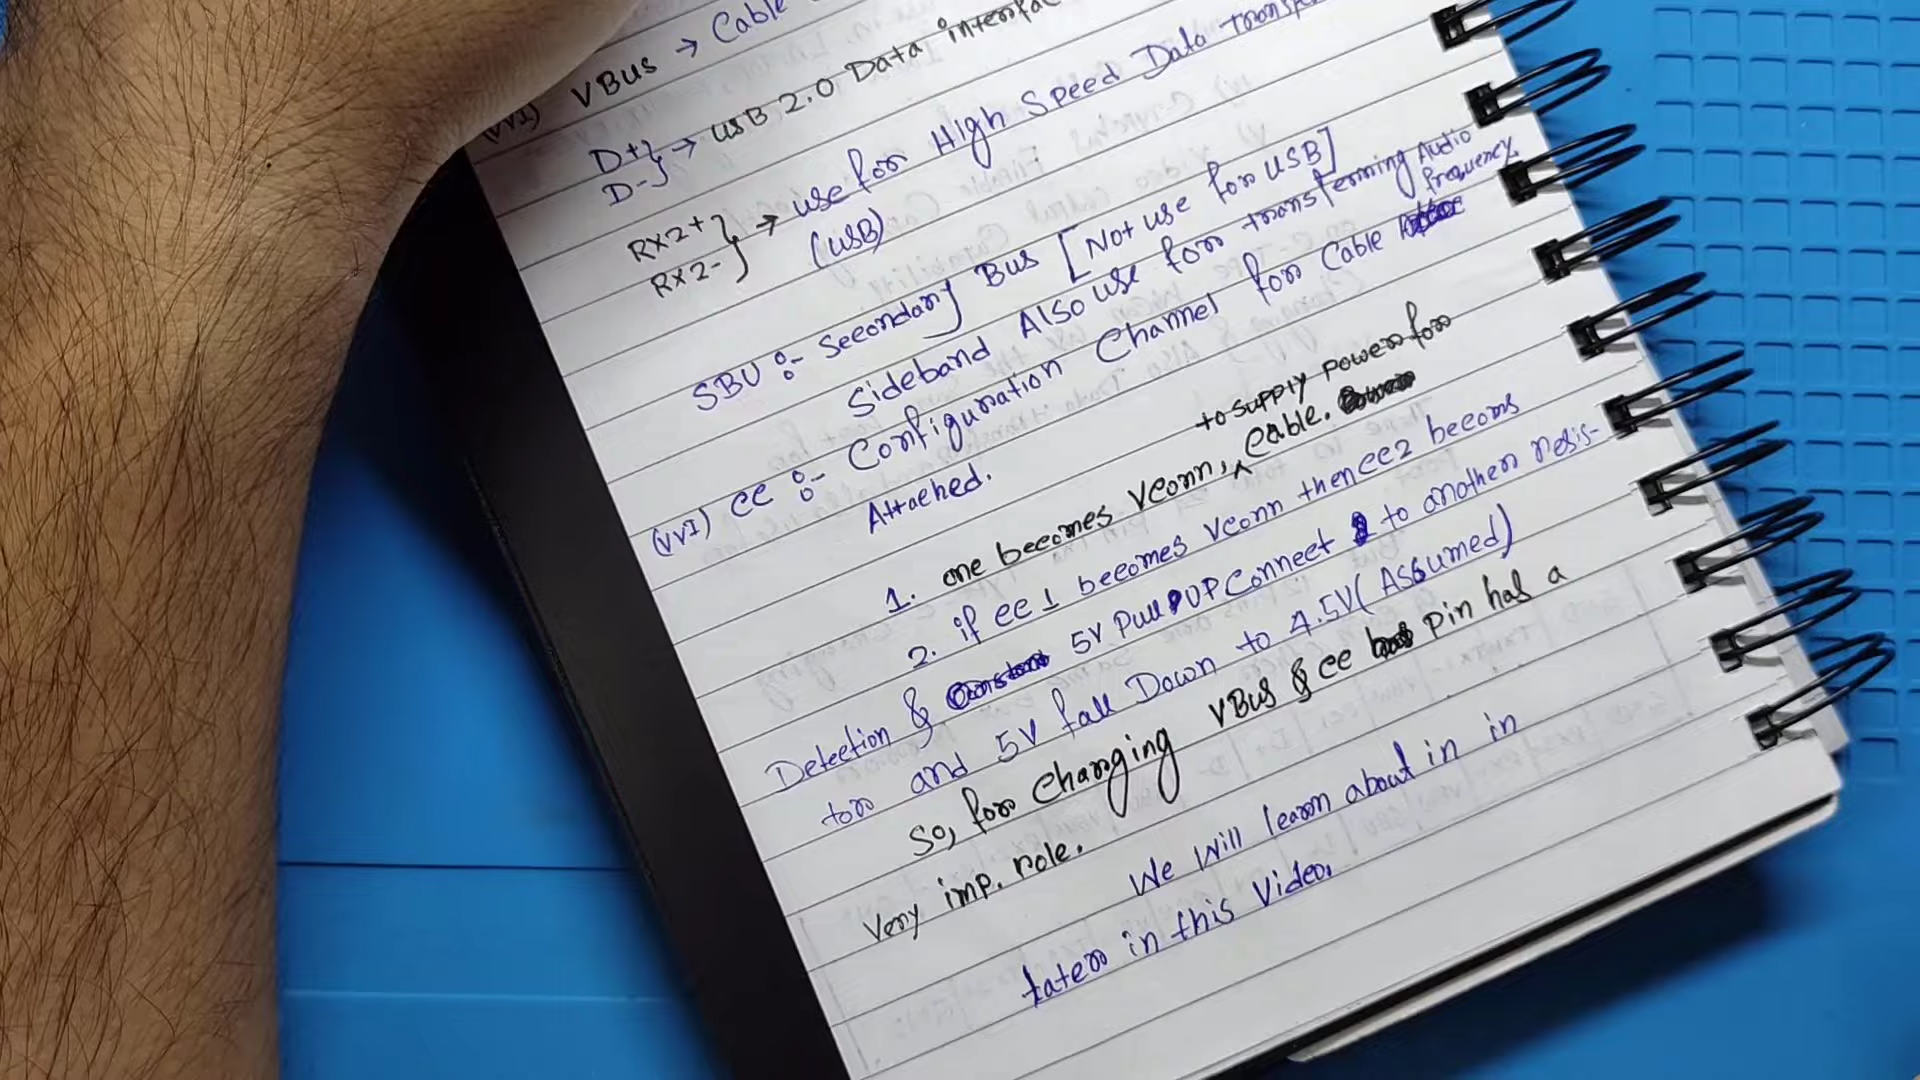 (VVI) VBus → Cable
D+ } → USB 2.0 Data interfa
D-
RX2+ } → use for High Speed Data transf
RX2- (USB)
SBU :- Secondary Bus [Not use for USB]
Sideband Also use for transferring Audio frequency.
(VVI) CC :- Configuration Channel for Cable
Attached.
to supply power for
1. one becomes Vconn, ^ Cable.
2. if CC1 becomes Vconn then CC2 becoms
Detection & 5V Pull UP Connect to another resis-
tor and 5V fall Down to 4.5V (Assumed)
So, for charging VBus & CC Pin has a
Very imp. role.
We Will learn about in in
later in this Video.